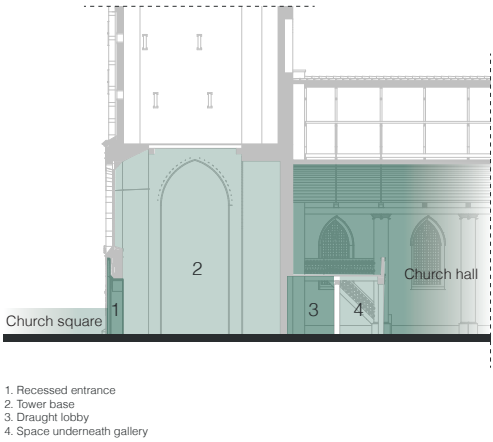 2
Church hall
1
3
4
Church square
1. Recessed entrance
2. Tower base
3. Draught lobby
4. Space underneath gallery